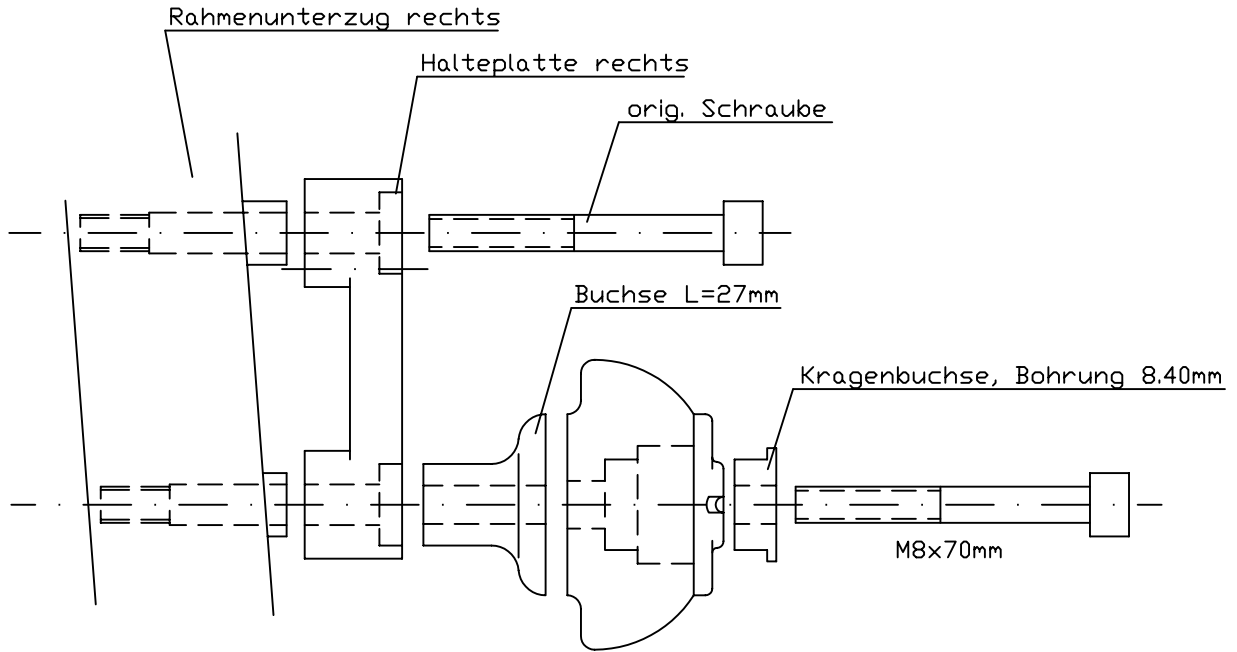 Rahmenunterzug rechts
Halteplatte rechts
orig. Schraube
Buchse L=27mm
Kragenbuchse, Bohrung 8.40mm
M8x70mm